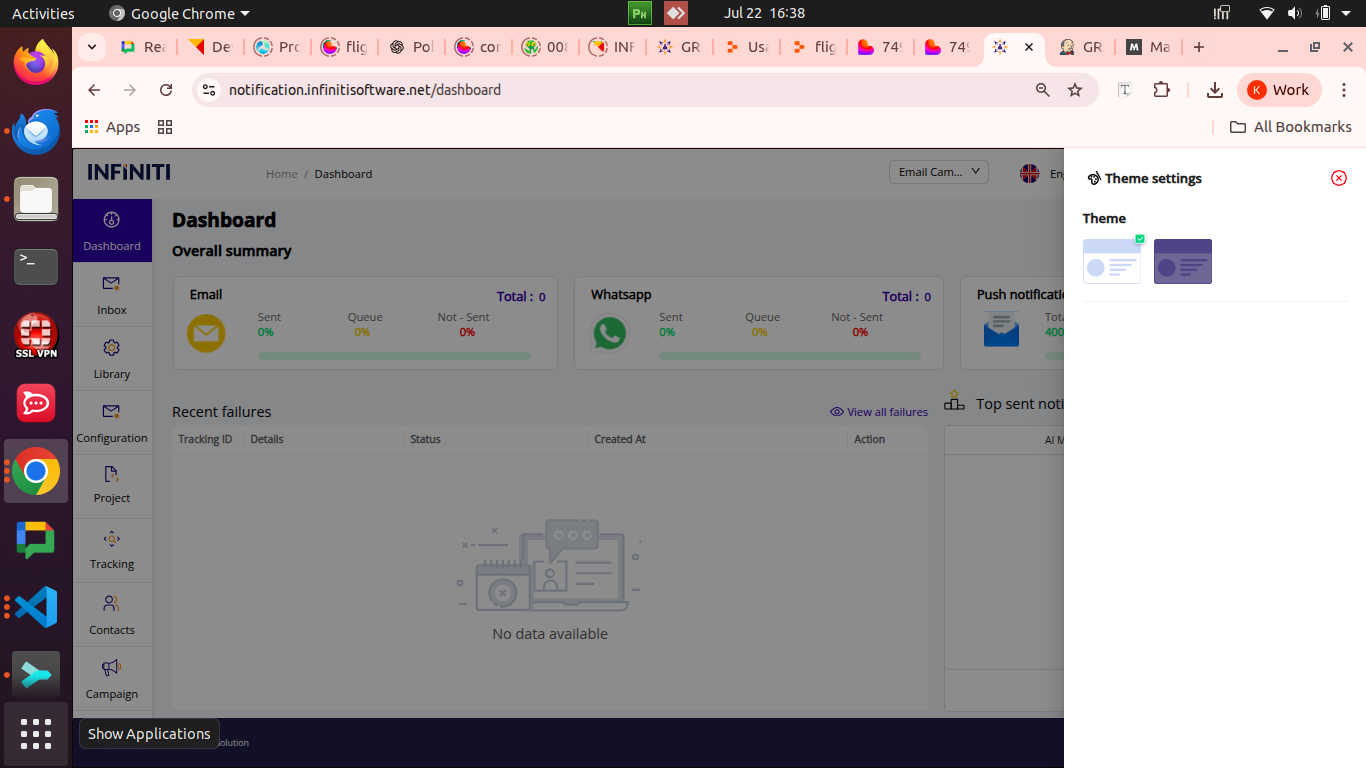 Activities
Google Chrome
Jul 22 16:38
Rea
De
Pro
flig
Pol
cor
008
INF
GR
Usa
flig
749
749
GR
Ma
notification.infinitisoftware.net/dashboard
K Work
Apps
All Bookmarks
INFINITI
Home / Dashboard
Email Cam...
En
Theme settings
Theme
Dashboard
Inbox
Library
Configuration
Project
Tracking
Contacts
Campaign
Dashboard
Overall summary
Email
Total : 0
Sent
Queue
Not - Sent
0%
0%
0%
Whatsapp
Total : 0
Sent
Queue
Not - Sent
0%
0%
0%
Push notificatio
Tota
400
Recent failures
View all failures
Tracking ID
Details
Status
Created At
Action
No data available
Top sent noti
AI M
SSL VPN
Show Applications
olution